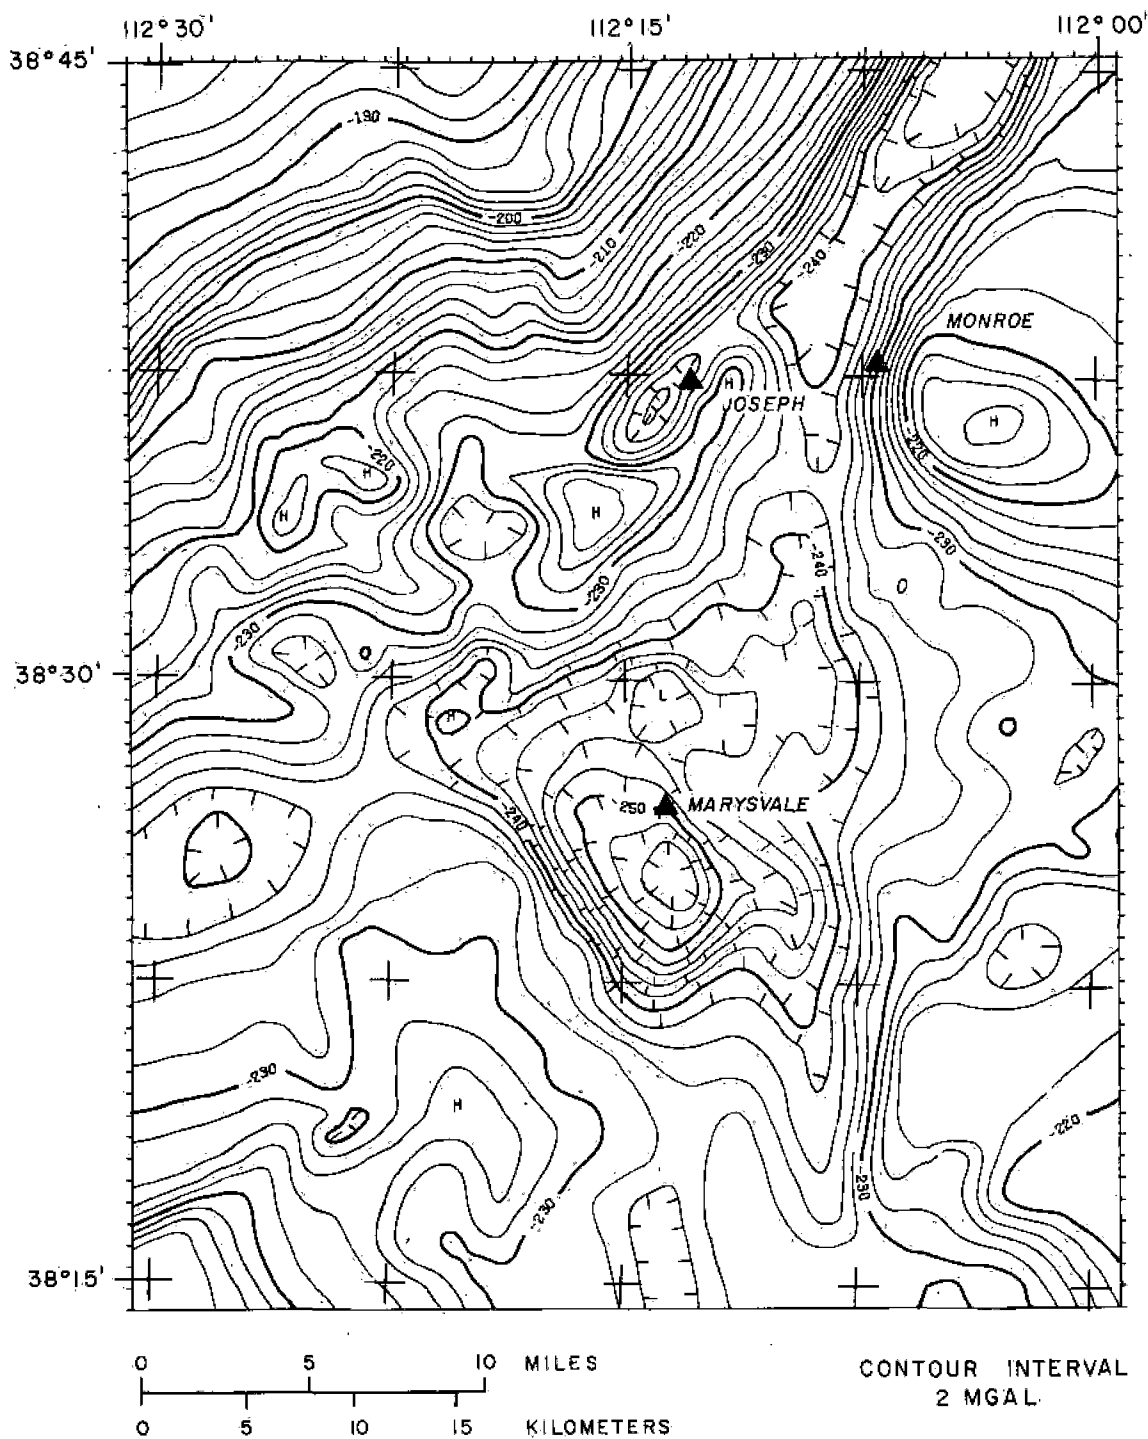 112°30' 112°15' 112°00'
38°45'
-190
-200
-210
-220
-230
-240
MONROE
H
JOSEPH
H
-220
H
-220
H
H
H
-230
-240
-230
-230
38°30'
L
H
250
MARYSVALE
-240
-230
H
-220
-230
-230
38°15'
0 5 10 MILES
0 5 10 15 KILOMETERS
CONTOUR INTERVAL
2 MGAL